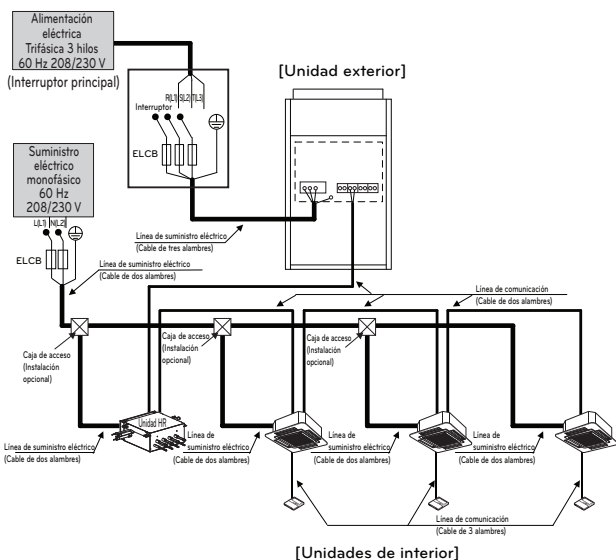 Alimentación
eléctrica
Trifásica 3 hilos
60 Hz 208/230 V
(Interruptor principal)
R(L1) S(L2) T(L3)
Interruptor
ELCB
[Unidad exterior]
Suministro
eléctrico
monofásico
60 Hz
208/230 V
L(L1) N(L2)
ELCB
Línea de suministro eléctrico
(Cable de tres alambres)
Línea de suministro eléctrico
(Cable de dos alambres)
Línea de comunicación
(Cable de dos alambres)
Caja de acceso
(Instalación
opcional)
Caja de acceso
(Instalación
opcional)
Caja de acceso
(Instalación
opcional)
Unidad HR
Línea de suministro eléctrico
(Cable de dos alambres)
Línea de
suministro eléctrico
(Cable de dos alambres)
Línea de
suministro eléctrico
(Cable de dos alambres)
Línea de
suministro eléctrico
(Cable de dos alambres)
Línea de comunicación
(Cable de 3 alambres)
[Unidades de interior]